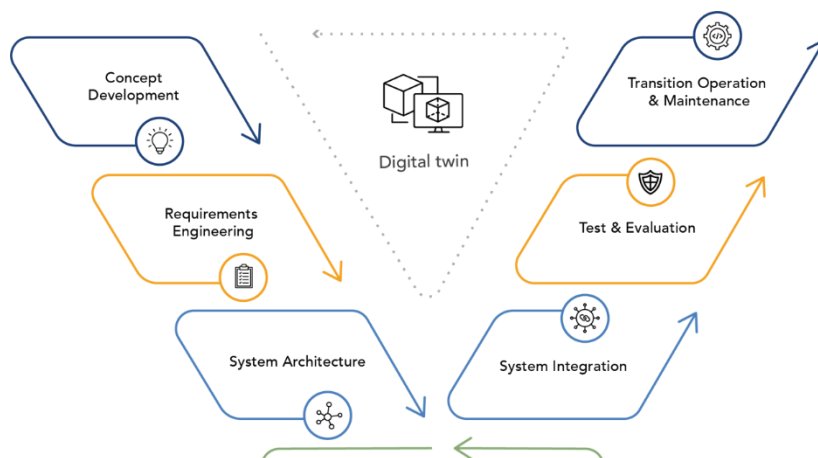 Concept
Development
Digital twin
Transition Operation
& Maintenance
Requirements
Engineering
Test & Evaluation
System Architecture
System Integration